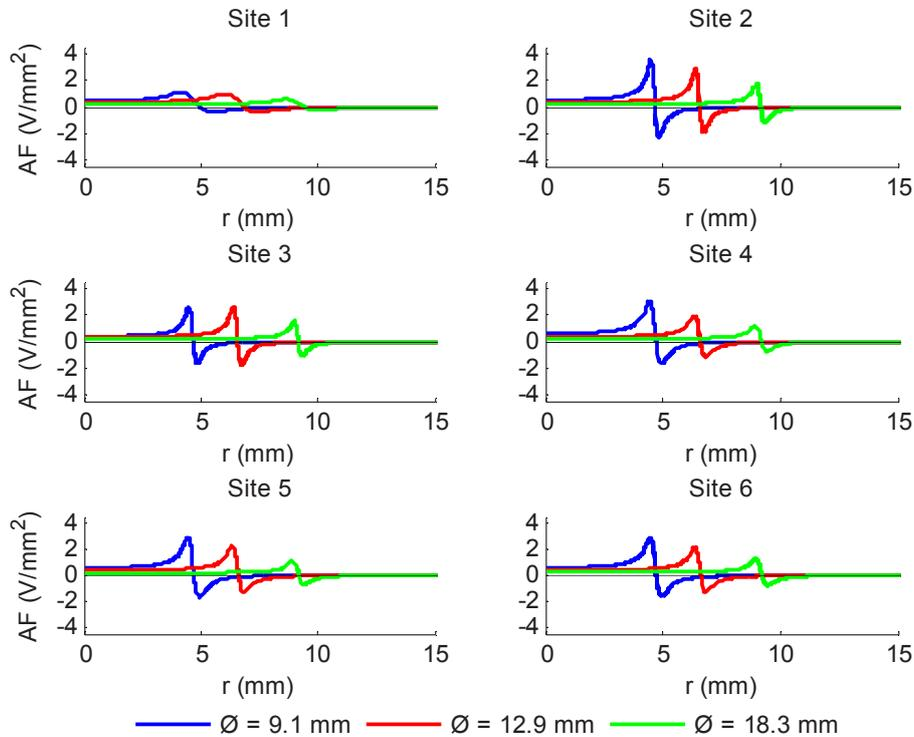 Site 1 Site 2
4 4
2 2
0 0
-2 -2
-4 -4
AF (V/mm²)
0 5 10 15 0 5 10 15
r (mm) r (mm)
Site 3 Site 4
4 4
2 2
0 0
-2 -2
-4 -4
AF (V/mm²)
0 5 10 15 0 5 10 15
r (mm) r (mm)
Site 5 Site 6
4 4
2 2
0 0
-2 -2
-4 -4
AF (V/mm²)
0 5 10 15 0 5 10 15
r (mm) r (mm)
Ø = 9.1 mm Ø = 12.9 mm Ø = 18.3 mm